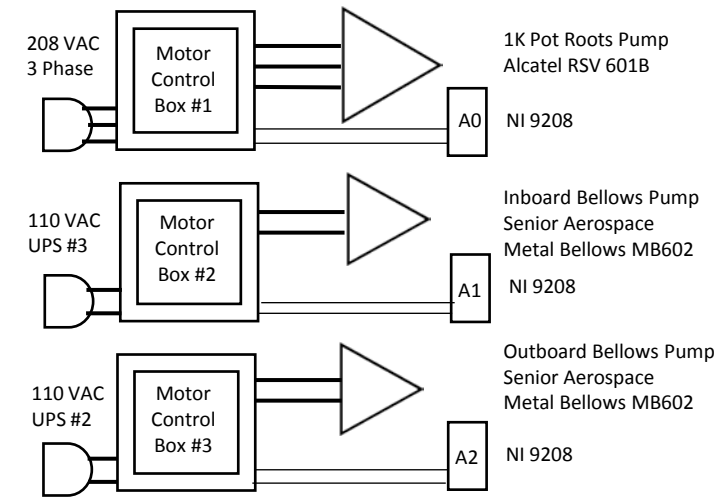 208 VAC
3 Phase
Motor
Control
Box #1
1K Pot Roots Pump
Alcatel RSV 601B
A0
NI 9208
110 VAC
UPS #3
Motor
Control
Box #2
Inboard Bellows Pump
Senior Aerospace
Metal Bellows MB602
A1
NI 9208
110 VAC
UPS #2
Motor
Control
Box #3
Outboard Bellows Pump
Senior Aerospace
Metal Bellows MB602
A2
NI 9208